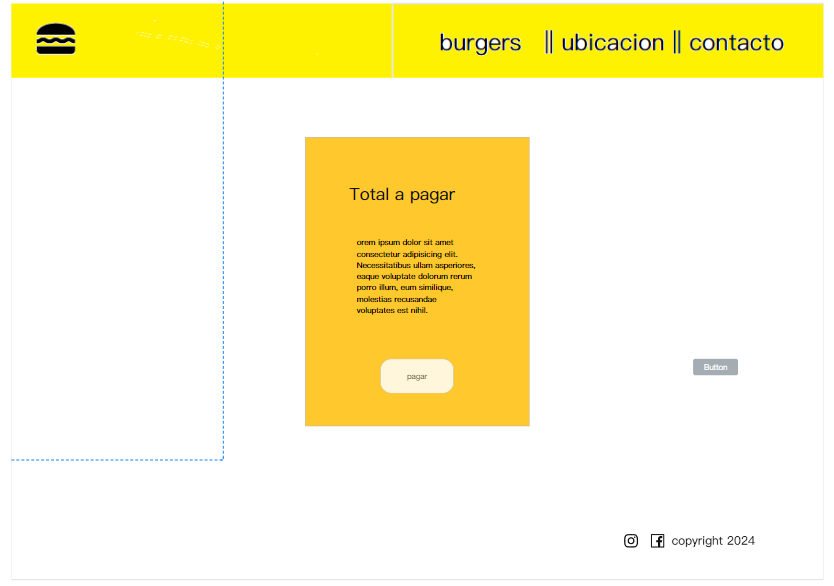 burgers || ubicacion || contacto
Total a pagar
orem ipsum dolor sit amet
consectetur adipisicing elit.
Necessitatibus ullam asperiores,
eaque voluptate dolorum rerum
porro illum, eum similique,
molestias recusandae
voluptates est nihil.
pagar
Button
copyright 2024